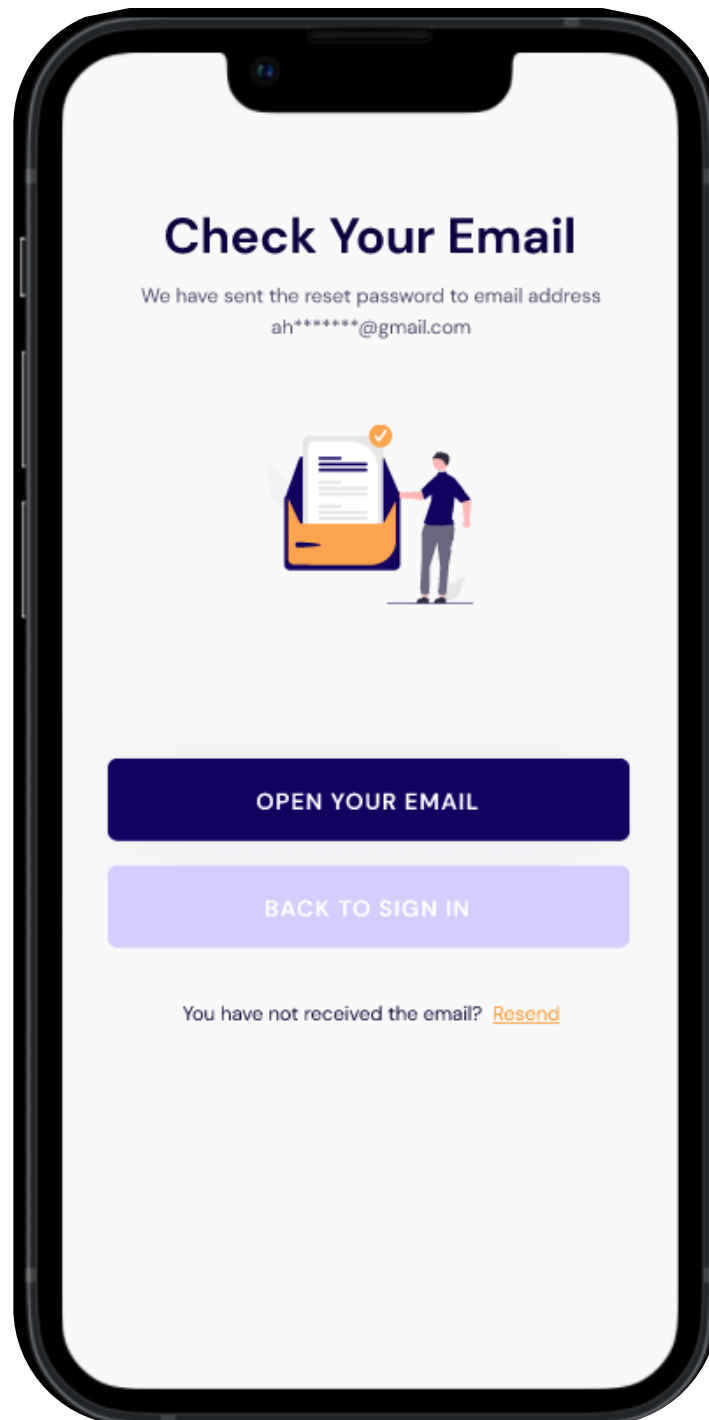 Check Your Email
We have sent the reset password to email address
ah*******@gmail.com
OPEN YOUR EMAIL
BACK TO SIGN IN
You have not received the email? Resend